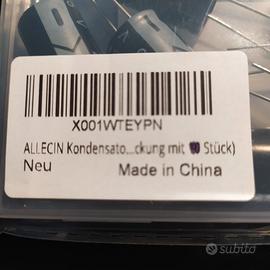 X001WTEYPN
ALLECIN Kondensato...ckung mit Stück)
Neu Made in China
subito